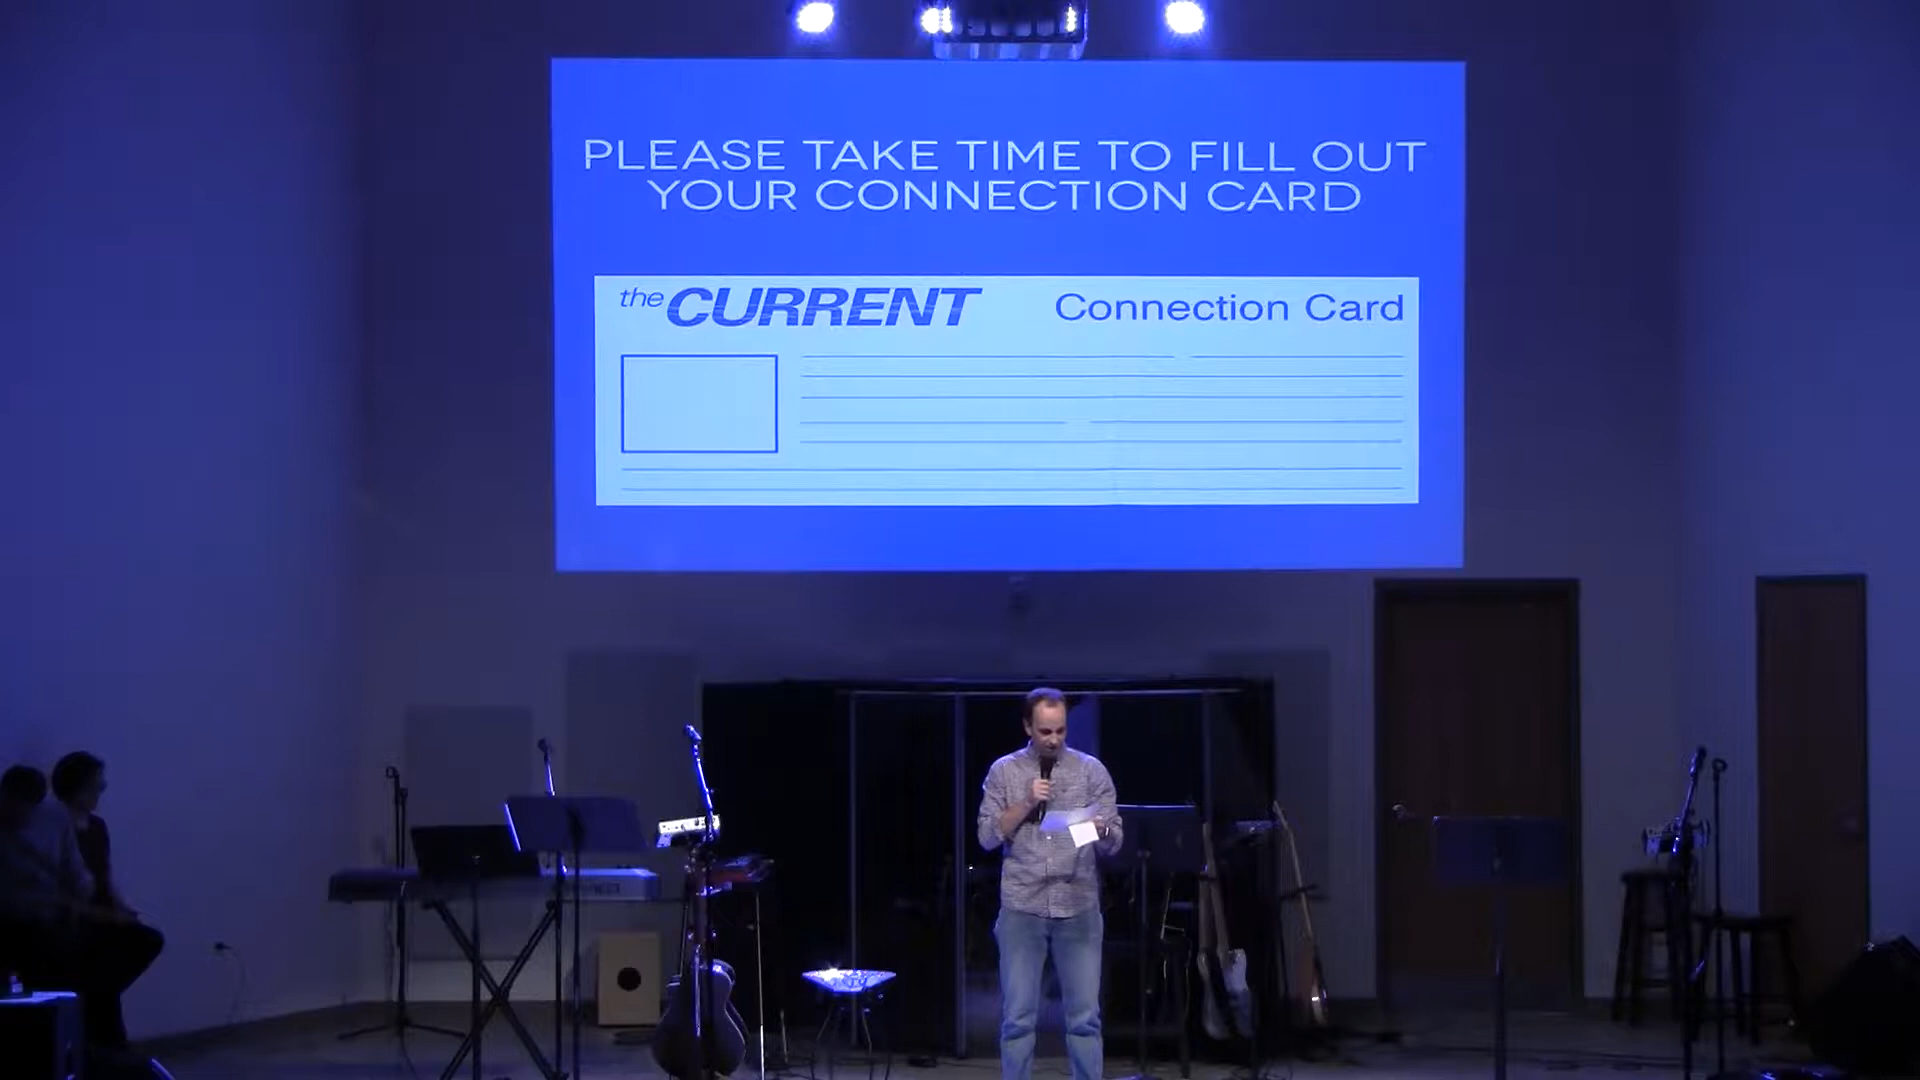 PLEASE TAKE TIME TO FILL OUT
YOUR CONNECTION CARD
the CURRENT
Connection Card